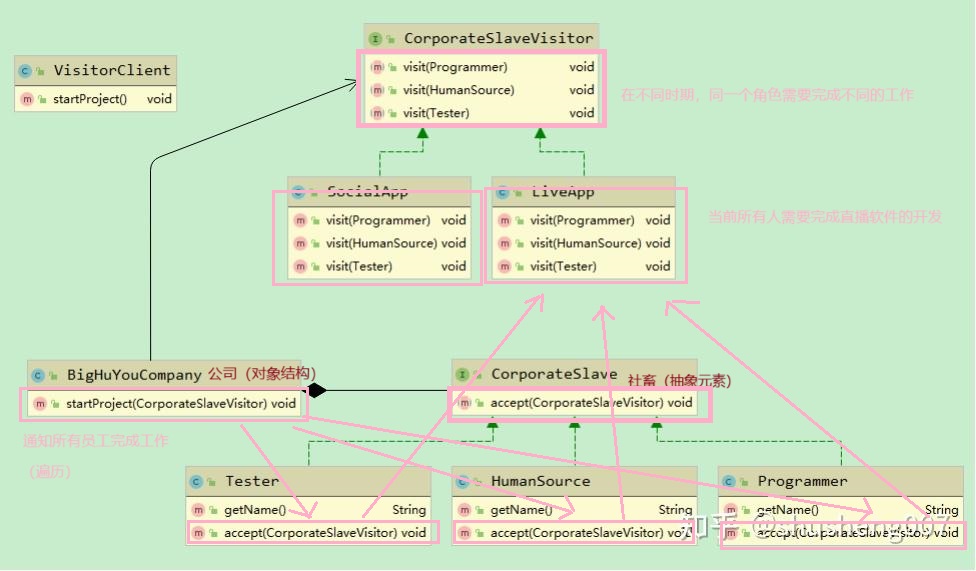 CorporateSlaveVisitor
visit(Programmer) void
visit(HumanSource) void
visit(Tester) void
VisitorClient
startProject() void
在不同时期，同一个角色需要完成不同的工作
SocialApp
visit(Programmer) void
visit(HumanSource) void
visit(Tester) void
LiveApp
visit(Programmer) void
visit(HumanSource) void
visit(Tester) void
当前所有人需要完成直播软件的开发
BigHuYouCompany 公司（对象结构）
startProject(CorporateSlaveVisitor) void
通知所有员工完成工作
（遍历）
CorporateSlave 社畜（抽象元素）
accept(CorporateSlaveVisitor) void
Tester
getName() String
accept(CorporateSlaveVisitor) void
HumanSource
getName() String
accept(CorporateSlaveVisitor) void
Programmer
getName() String
accept(CorporateSlaveVisitor) void
知乎 @shusheng007